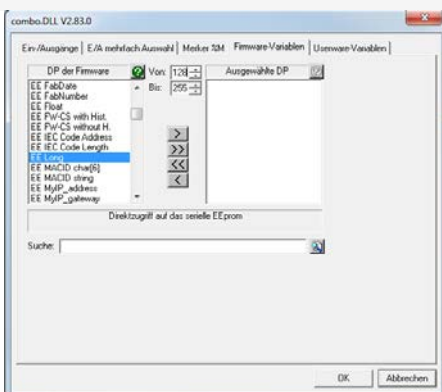 combo.DLL V2.83.0
Ein-/Ausgänge
E/A mehrfach Auswahl
Merker %M
Firmware-Variablen
Userware-Variablen
DP der Firmware
Von: 128
Ausgewählte DP
Bis: 255
EE FabDate
EE FabNumber
EE Float
EE FW-CS with Hist.
EE FW-CS without H.
EE IEC Code Address
EE IEC Code Length
EE Long
EE MACID char[6]
EE MACID string
EE MyIP_address
EE MyIP_gateway
>
>>
<<
<
Direktzugriff auf das serielle EEprom
Suche:
OK
Abbrechen